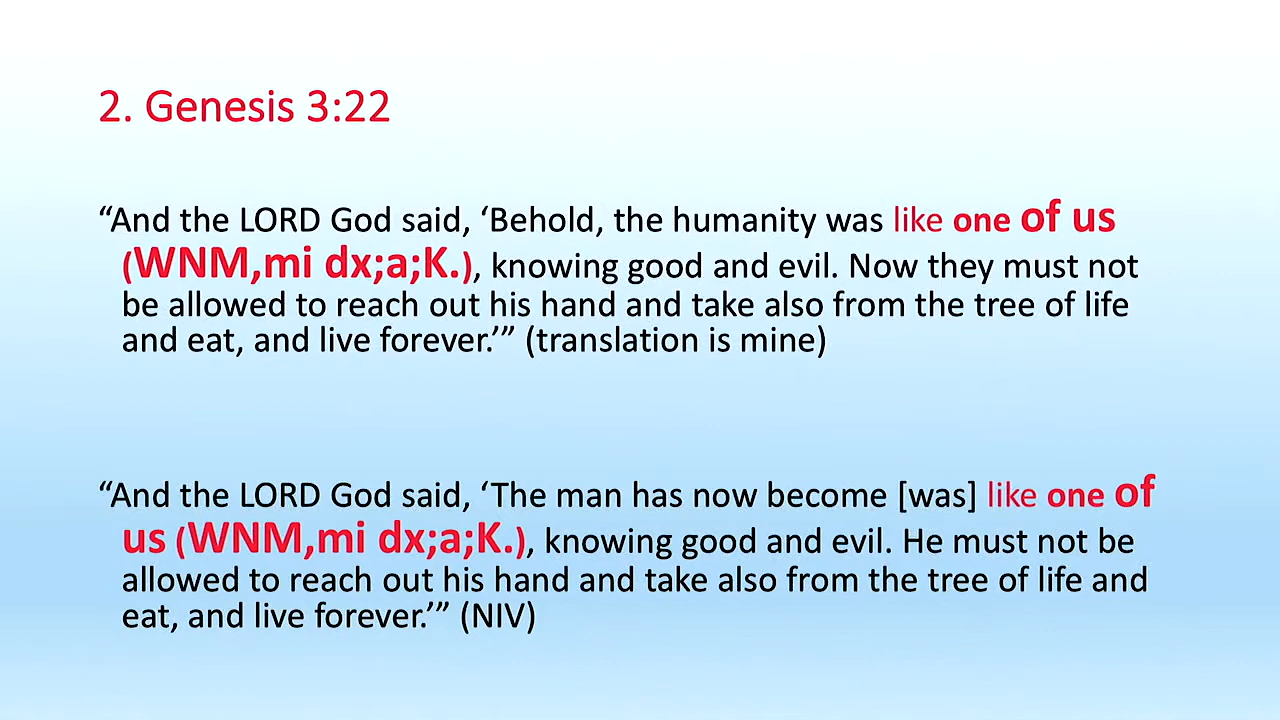 2. Genesis 3:22
“And the LORD God said, ‘Behold, the humanity was like one of us
(WNM,mi dx;a;K.), knowing good and evil. Now they must not
be allowed to reach out his hand and take also from the tree of life
and eat, and live forever.’” (translation is mine)
“And the LORD God said, ‘The man has now become [was] like one of
us (WNM,mi dx;a;K.), knowing good and evil. He must not be
allowed to reach out his hand and take also from the tree of life and
eat, and live forever.’” (NIV)